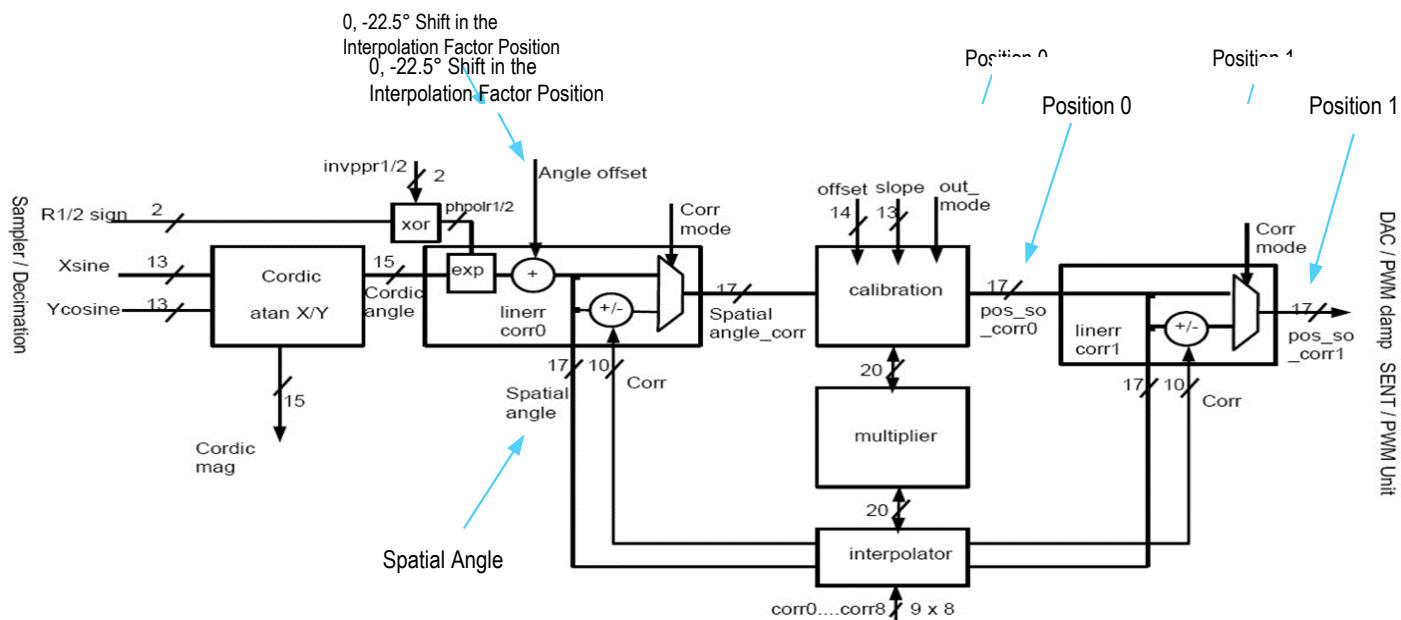 0, -22.5° Shift in the
Interpolation Factor Position
0, -22.5° Shift in the
Interpolation Factor Position
Position 0
Position 1
Position 0
Position 1
invppr1/2
2
Angle offset
offset
slope
out_
mode
14
13
Corr
mode
Corr
mode
Sampler / Decimation
R1/2 sign
2
xor
phpolr1/2
Xsine
13
Ycosine
13
Cordic
atan X/Y
15
Cordic
angle
exp
+
+/-
linerr
corr0
17
Spatial
angle_corr
calibration
17
pos_so
_corr0
linerr
corr1
+/-
17
pos_so
_corr1
DAC / PWM clamp SENT / PWM Unit
15
Cordic
mag
17
10
Corr
Spatial
angle
20
multiplier
20
17
10
Corr
Spatial Angle
interpolator
corr0....corr8
9 x 8